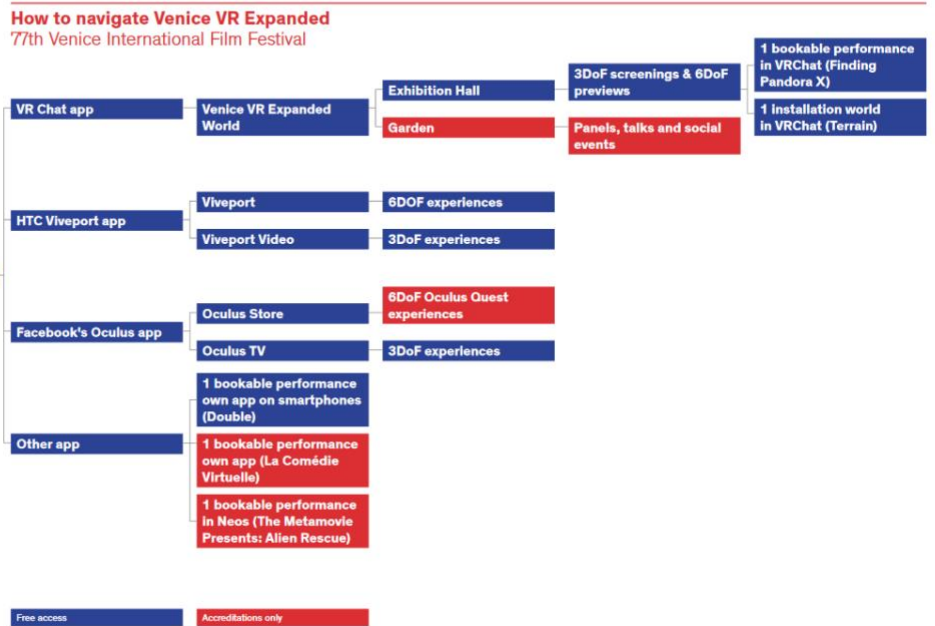 How to navigate Venice VR Expanded
77th Venice International Film Festival
VR Chat app
Venice VR Expanded
World
Exhibition Hall
3DoF screenings & 6DoF
previews
1 bookable performance
in VRChat (Finding
Pandora X)
1 installation world
in VRChat (Terrain)
Garden
Panels, talks and social
events
HTC Viveport app
Viveport
6DOF experiences
Viveport Video
3DoF experiences
Facebook's Oculus app
Oculus Store
6DoF Oculus Quest
experiences
Oculus TV
3DoF experiences
Other app
1 bookable performance
own app on smartphones
(Double)
1 bookable performance
own app (La Comédie
Virtuelle)
1 bookable performance
in Neos (The Metamovie
Presents: Alien Rescue)
Free access
Accreditations only